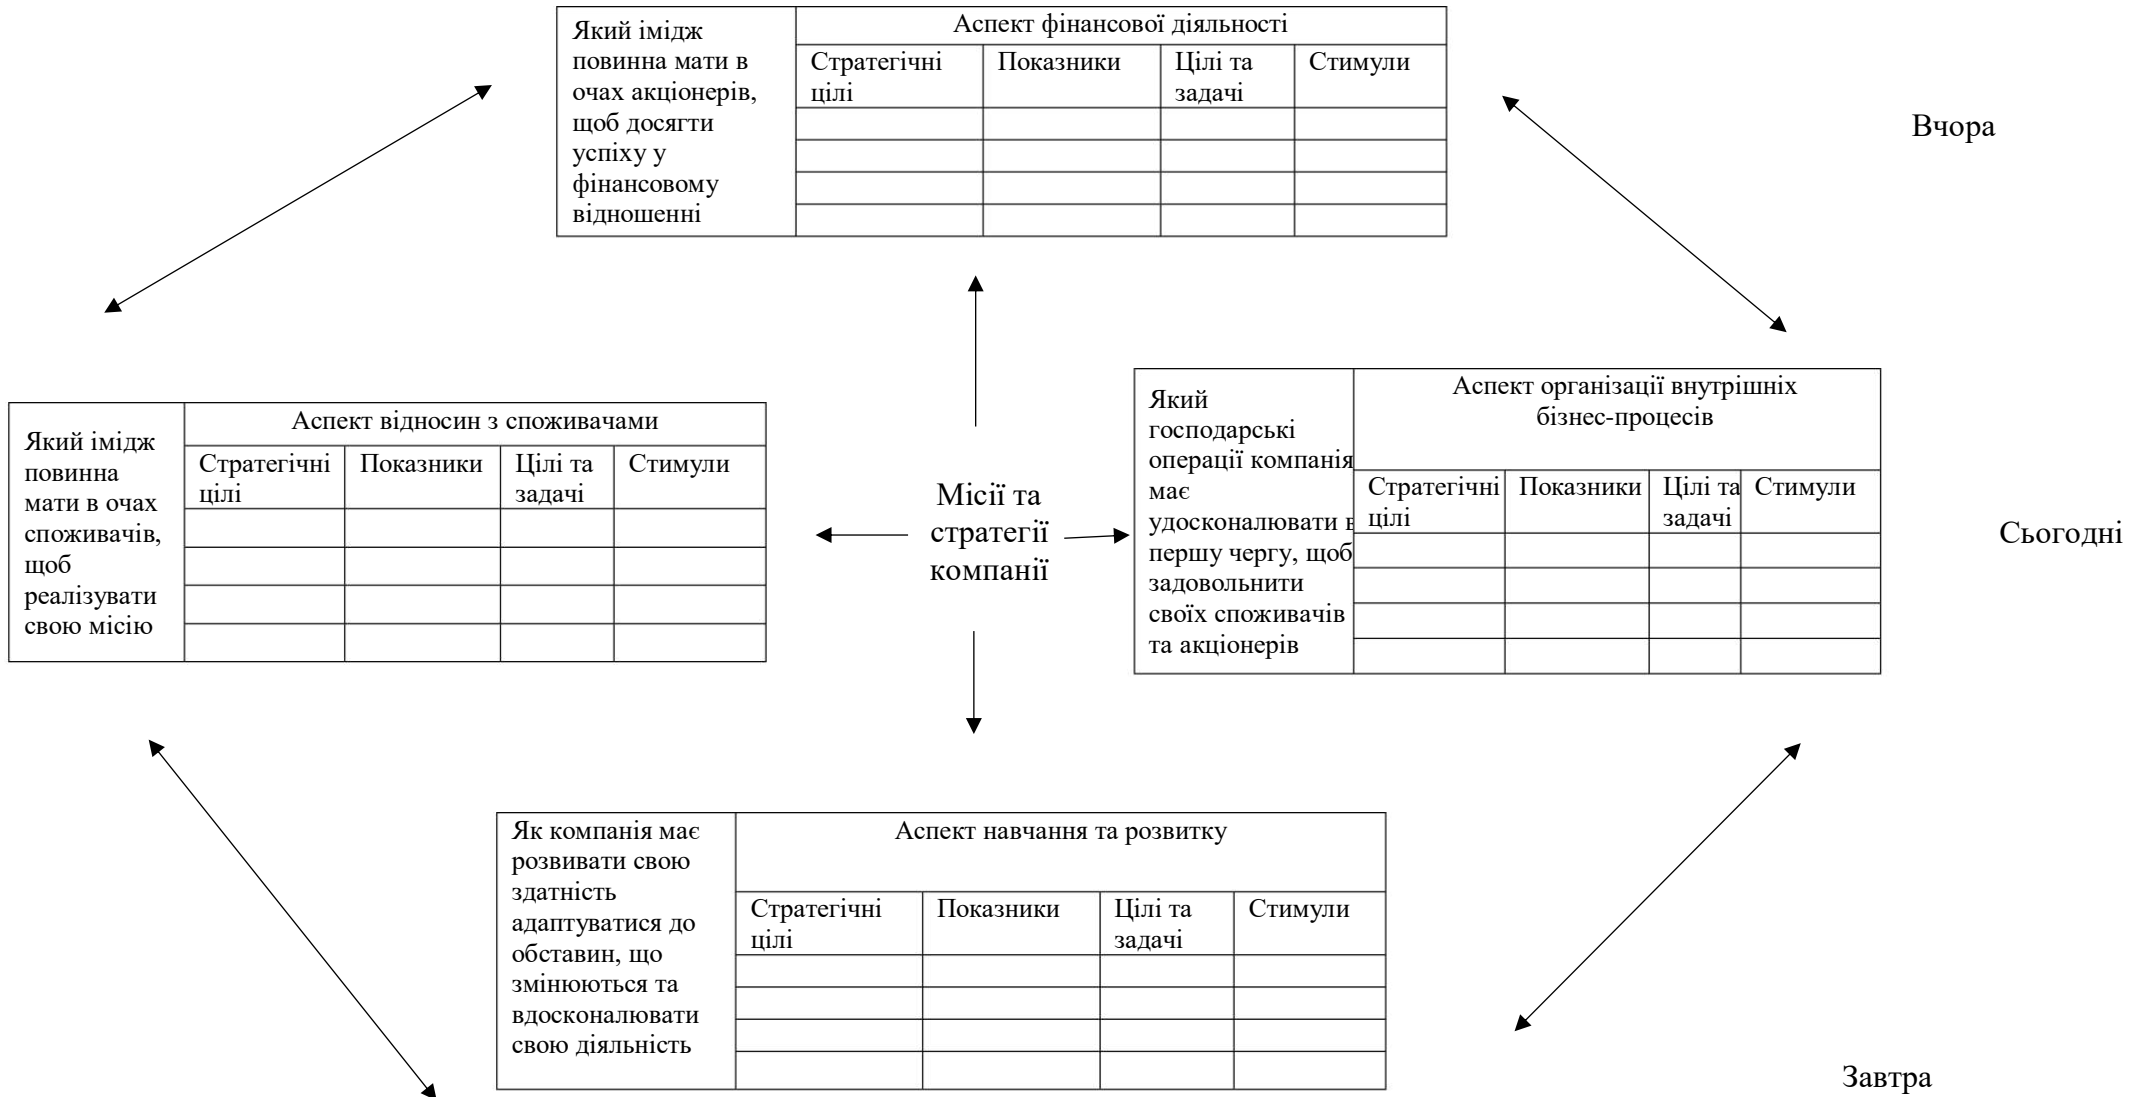 Який імідж
повинна мати в
очах акціонерів,
щоб досягти
успіху у
фінансовому
відношенні
Аспект фінансової діяльності
Стратегічні
цілі
Показники
Цілі та
задачі
Стимули
Вчора
Який імідж
повинна
мати в очах
споживачів,
щоб
реалізувати
свою місію
Аспект відносин з споживачами
Стратегічні
цілі
Показники
Цілі та
задачі
Стимули
Місії та
стратегії
компанії
Який
господарські
операції компанія
має
удосконалювати в
першу чергу, щоб
задовольнити
своїх споживачів
та акціонерів
Аспект організації внутрішніх
бізнес-процесів
Стратегічні
цілі
Показники
Цілі та
задачі
Стимули
Сьогодні
Як компанія має
розвивати свою
здатність
адаптуватися до
обставин, що
змінюються та
вдосконалювати
свою діяльність
Аспект навчання та розвитку
Стратегічні
цілі
Показники
Цілі та
задачі
Стимули
Завтра